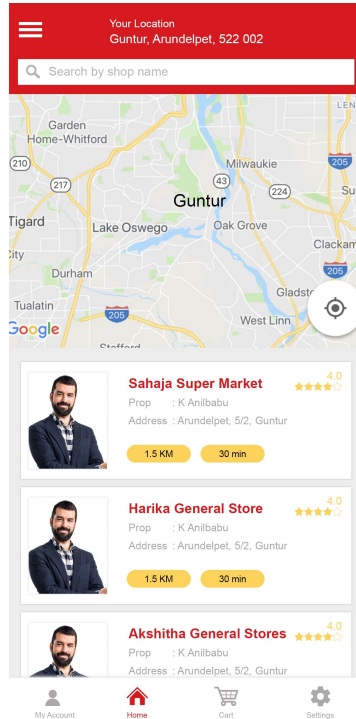 Your Location
Guntur, Arundelpet, 522 002
Search by shop name
LEN
Garden
Home-Whitford
210
Milwaukie
205
217
43
224
Su
Guntur
Tigard
Lake Oswego
Oak Grove
Clackam
City
205
Durham
Gladsto
Tualatin
205
West Linn
Google
Stafford
4.0
Sahaja Super Market
Prop : K Anilbabu
Address : Arundelpet, 5/2, Guntur
1.5 KM 30 min
4.0
Harika General Store
Prop : K Anilbabu
Address : Arundelpet, 5/2, Guntur
1.5 KM 30 min
4.0
Akshitha General Stores
Prop : K Anilbabu
Address : Arundelpet, 5/2, Guntur
My Account Home Cart Settings